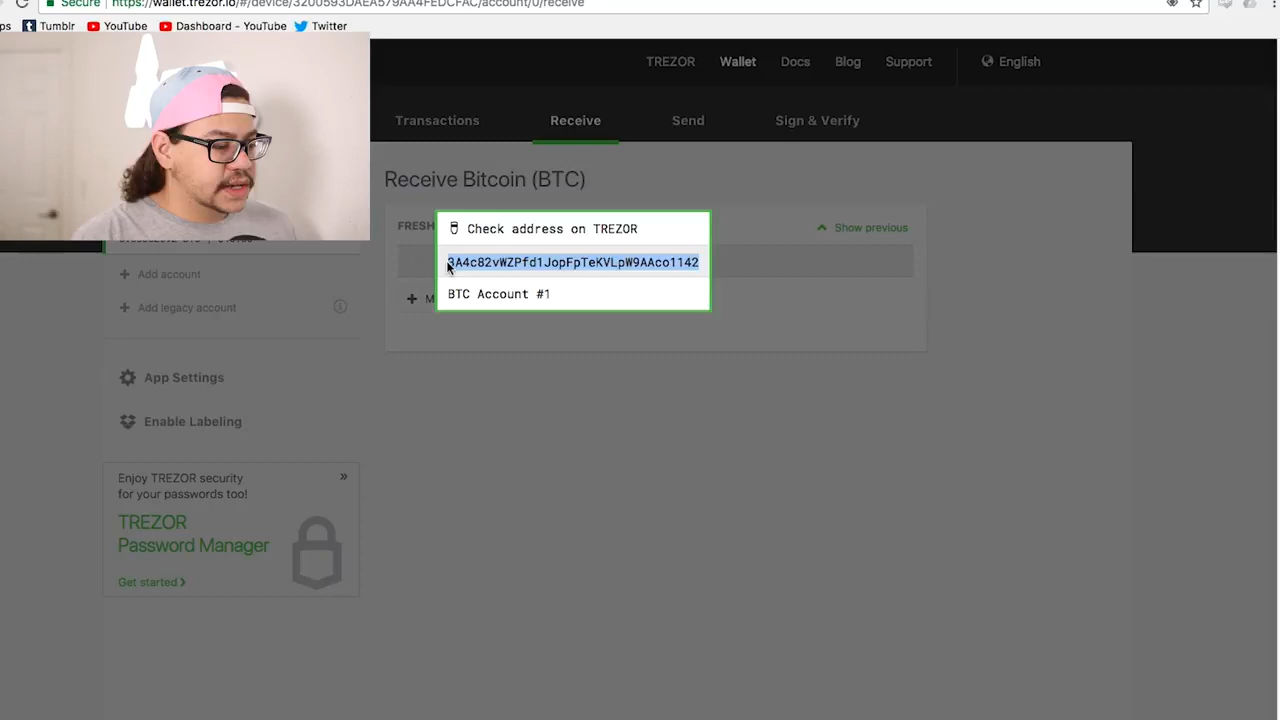 Secure https://wallet.trezor.io/#/device/3200593DAEA579AA4FEDCFAC/account/0/receive
ps Tumblr YouTube Dashboard - YouTube Twitter
TREZOR Wallet Docs Blog Support English
Transactions Receive Send Sign & Verify
Receive Bitcoin (BTC)
FRESH
Show previous
Check address on TREZOR
3A4c82vWZPfd1JopFpTeKVLpW9AAco1142
BTC Account #1
+ M
Add account
Add legacy account
App Settings
Enable Labeling
Enjoy TREZOR security
for your passwords too!
TREZOR
Password Manager
Get started